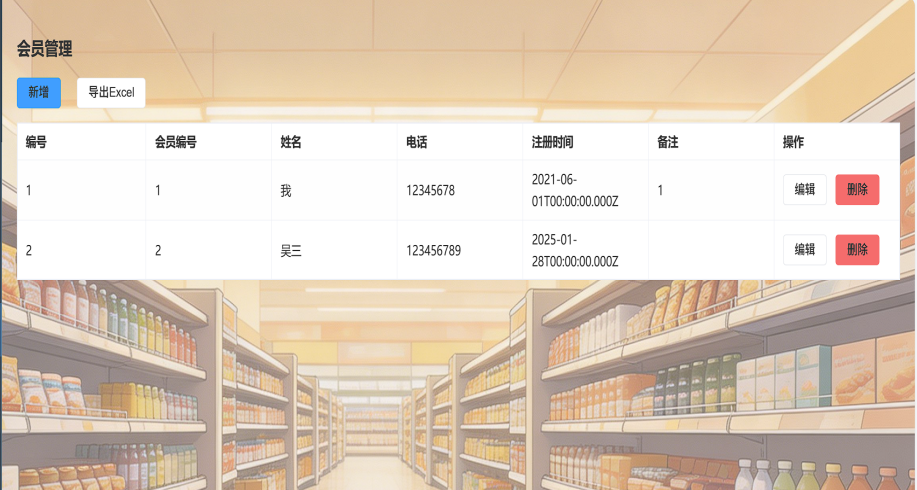 会员管理
新增 导出Excel
编号 会员编号 姓名 电话 注册时间 备注 操作
1 1 我 12345678 2021-06-01T00:00:00.000Z 1 编辑 删除
2 2 吴三 123456789 2025-01-28T00:00:00.000Z 编辑 删除